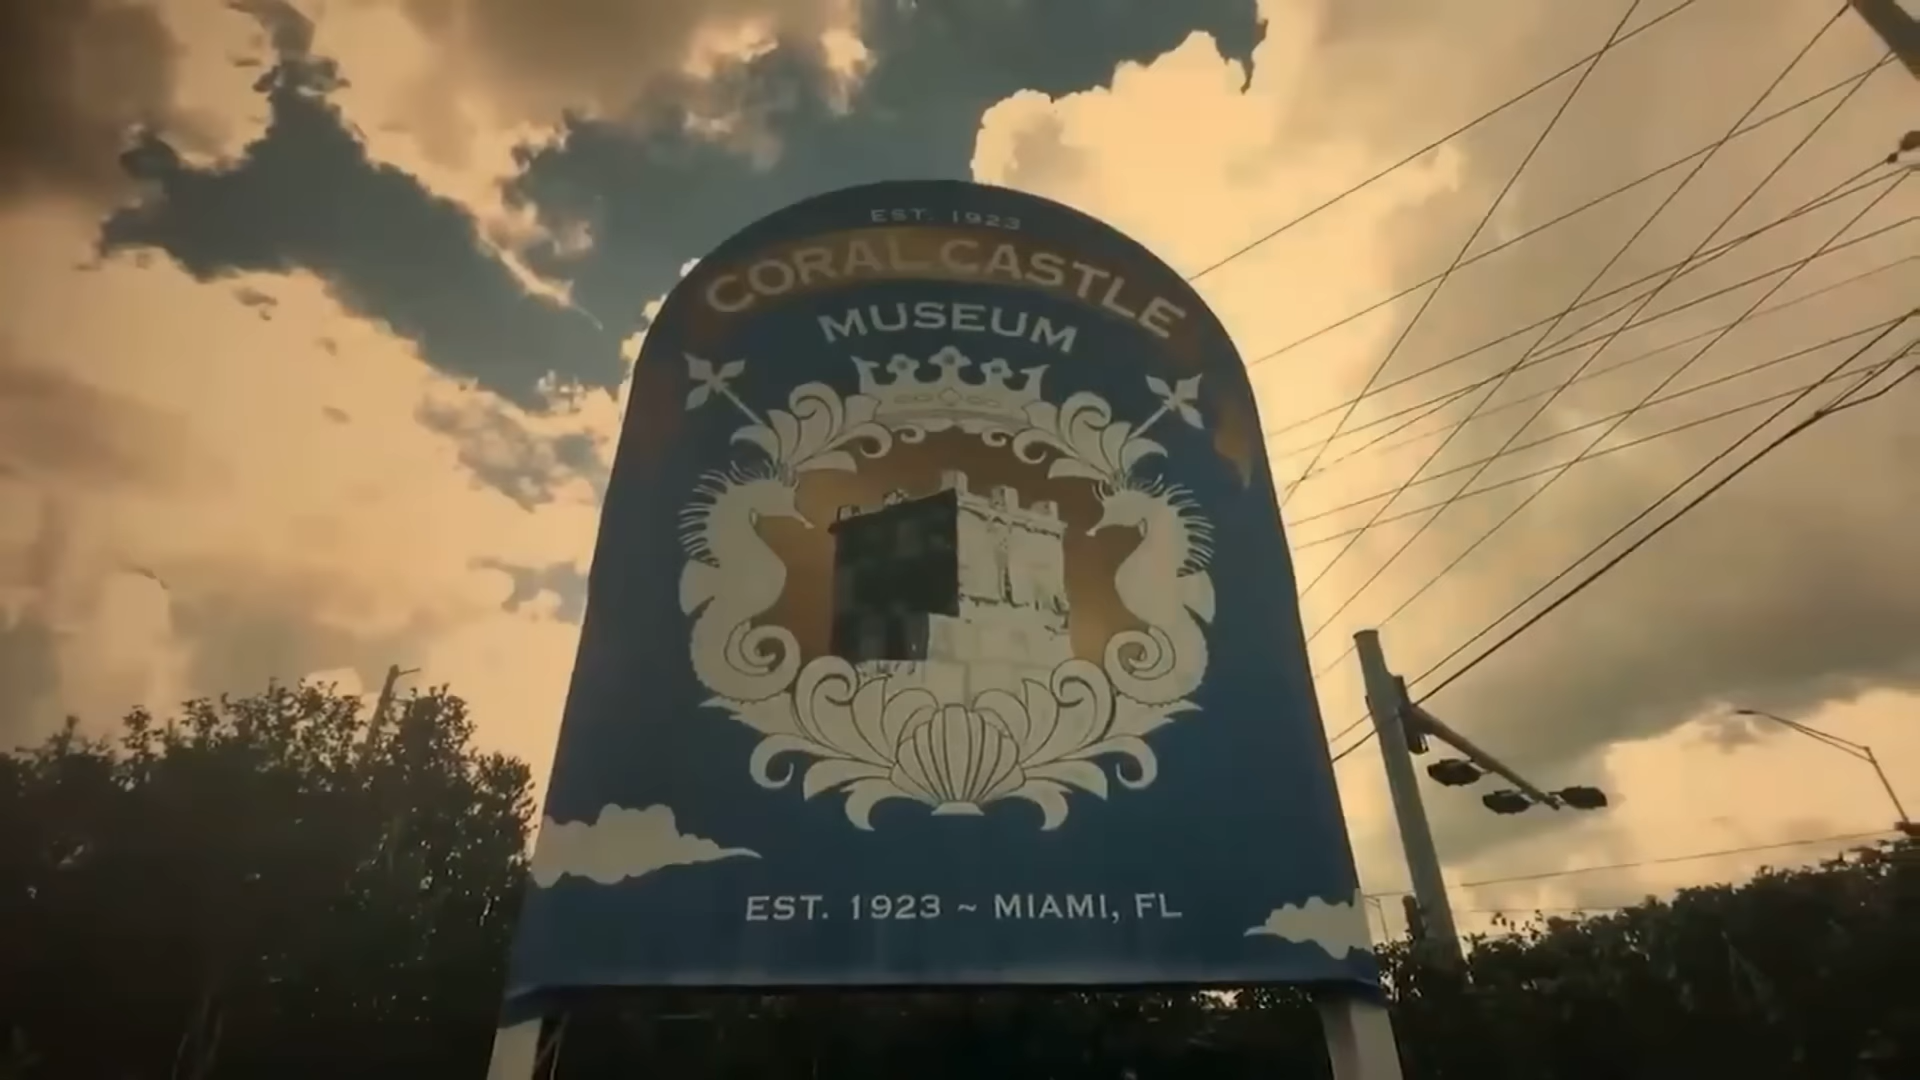 EST. 1923
CORAL CASTLE
MUSEUM
EST. 1923 ~ MIAMI, FL